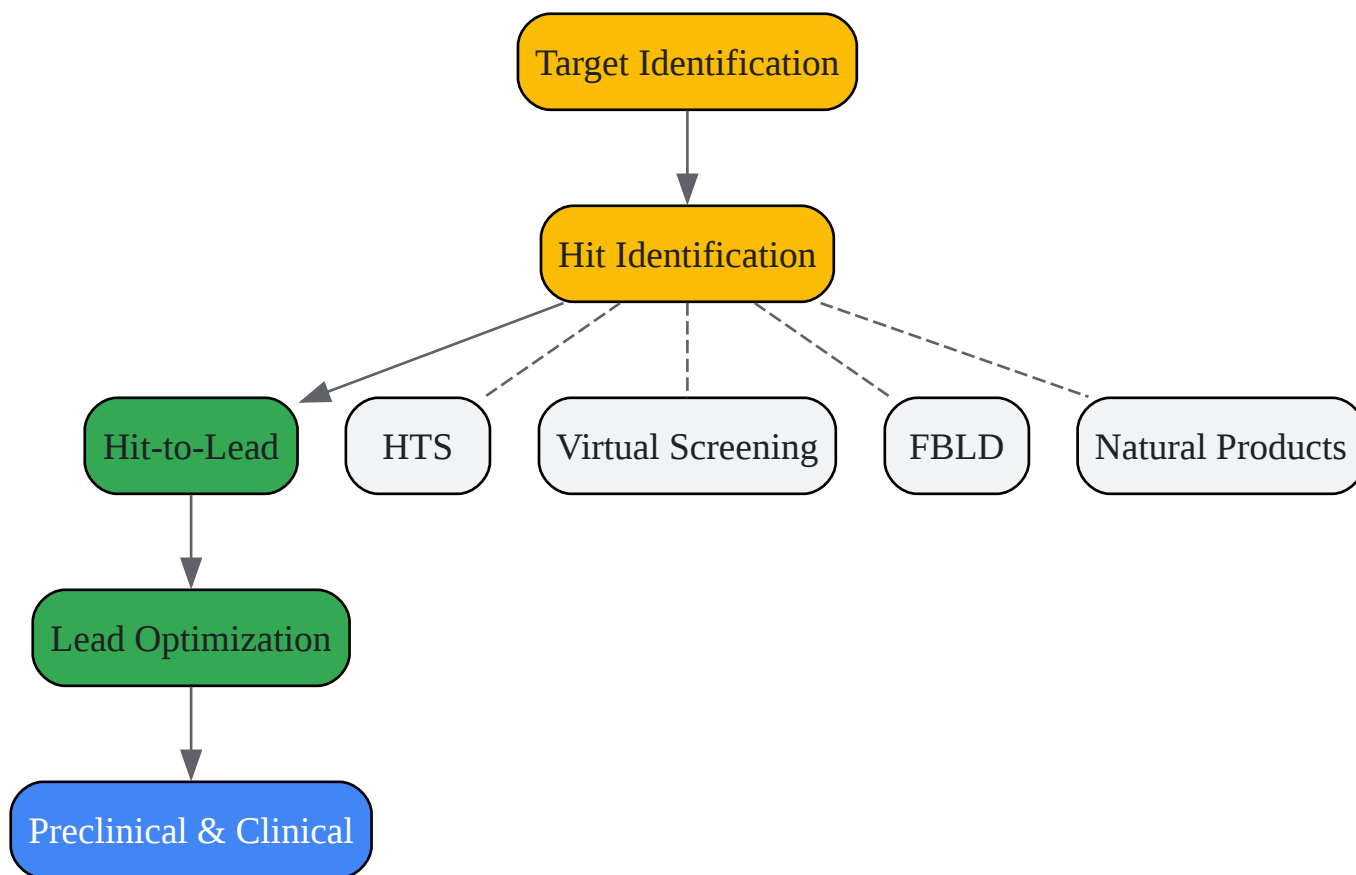 Target Identification
Hit Identification
Hit-to-Lead
HTS
Virtual Screening
FBLD
Natural Products
Lead Optimization
Preclinical & Clinical